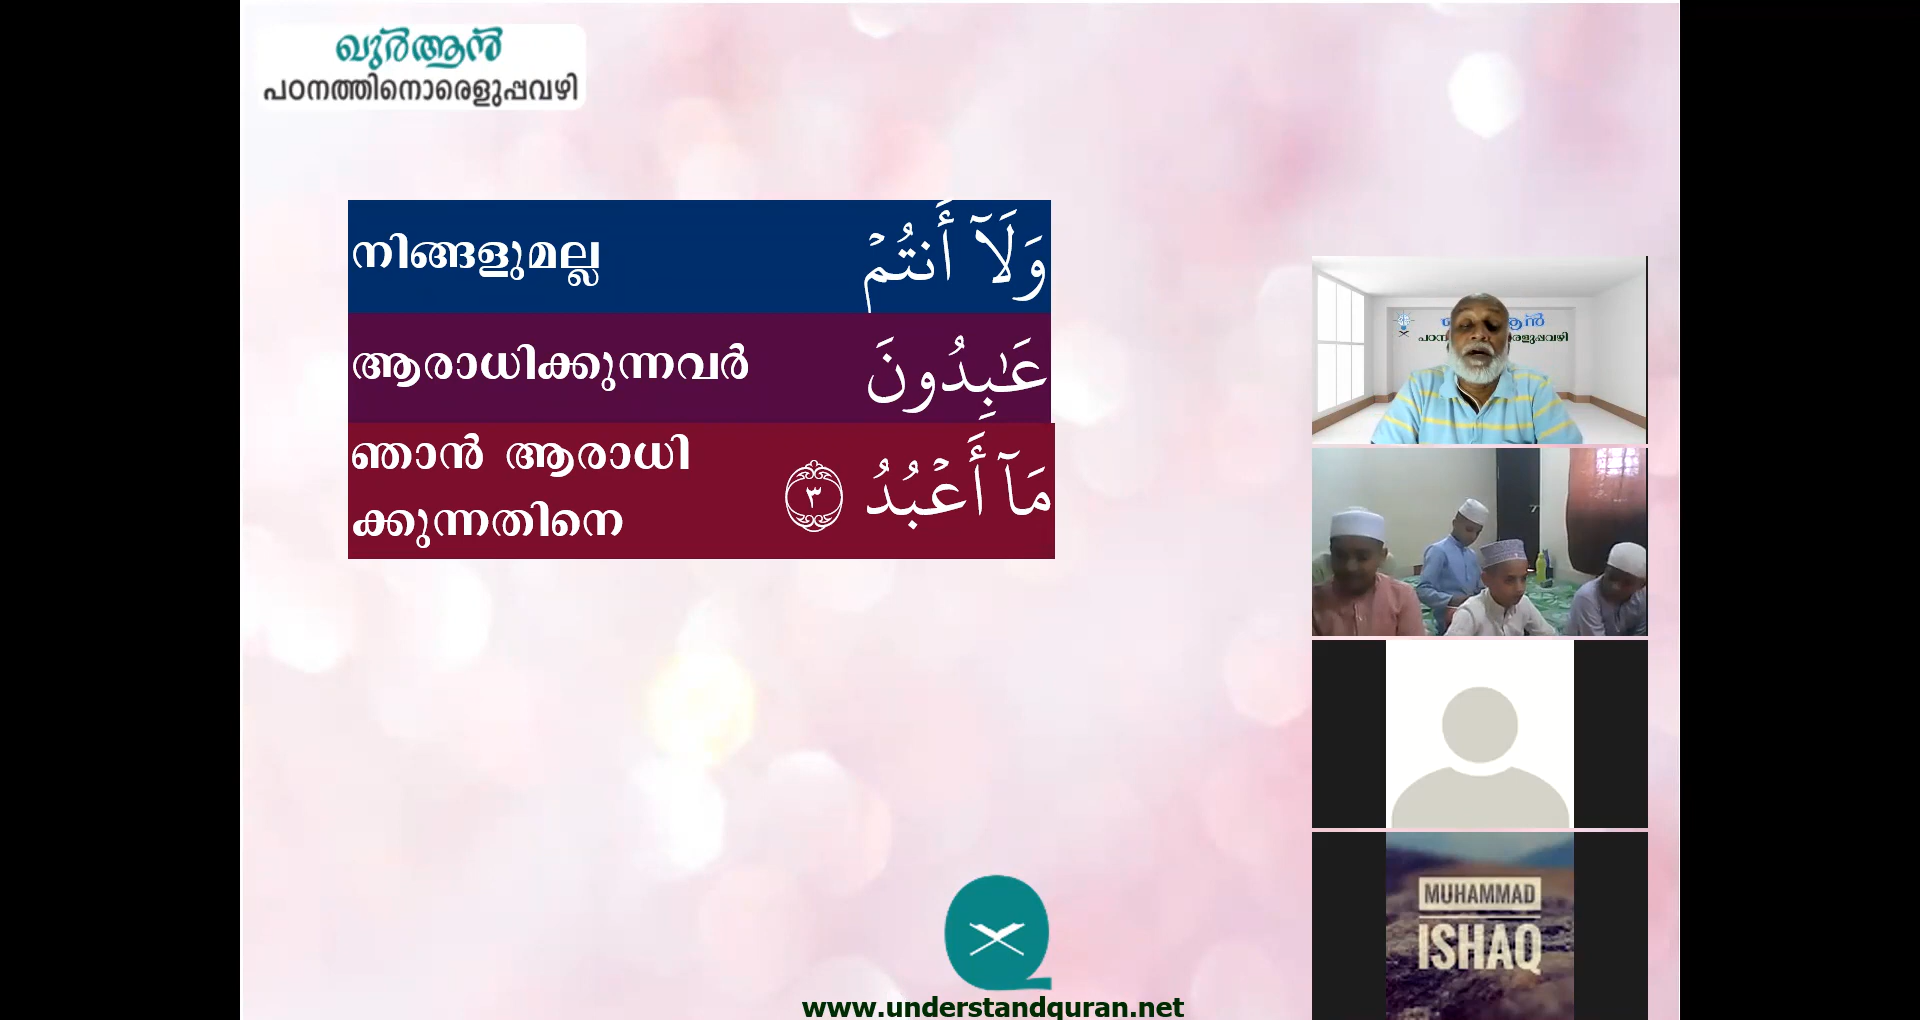 ഖുർആൻ
പഠനത്തിനൊരെളുപ്പവഴി
നിങ്ങളുമല്ല
وَلَآ أَنتُمْ
ആരാധിക്കുന്നവർ
عَـٰبِدُونَ
ഞാൻ ആരാധി
ക്കുന്നതിനെ
مَآ أَعْبُدُ ٣
MUHAMMAD
ISHAQ
www.understandquran.net